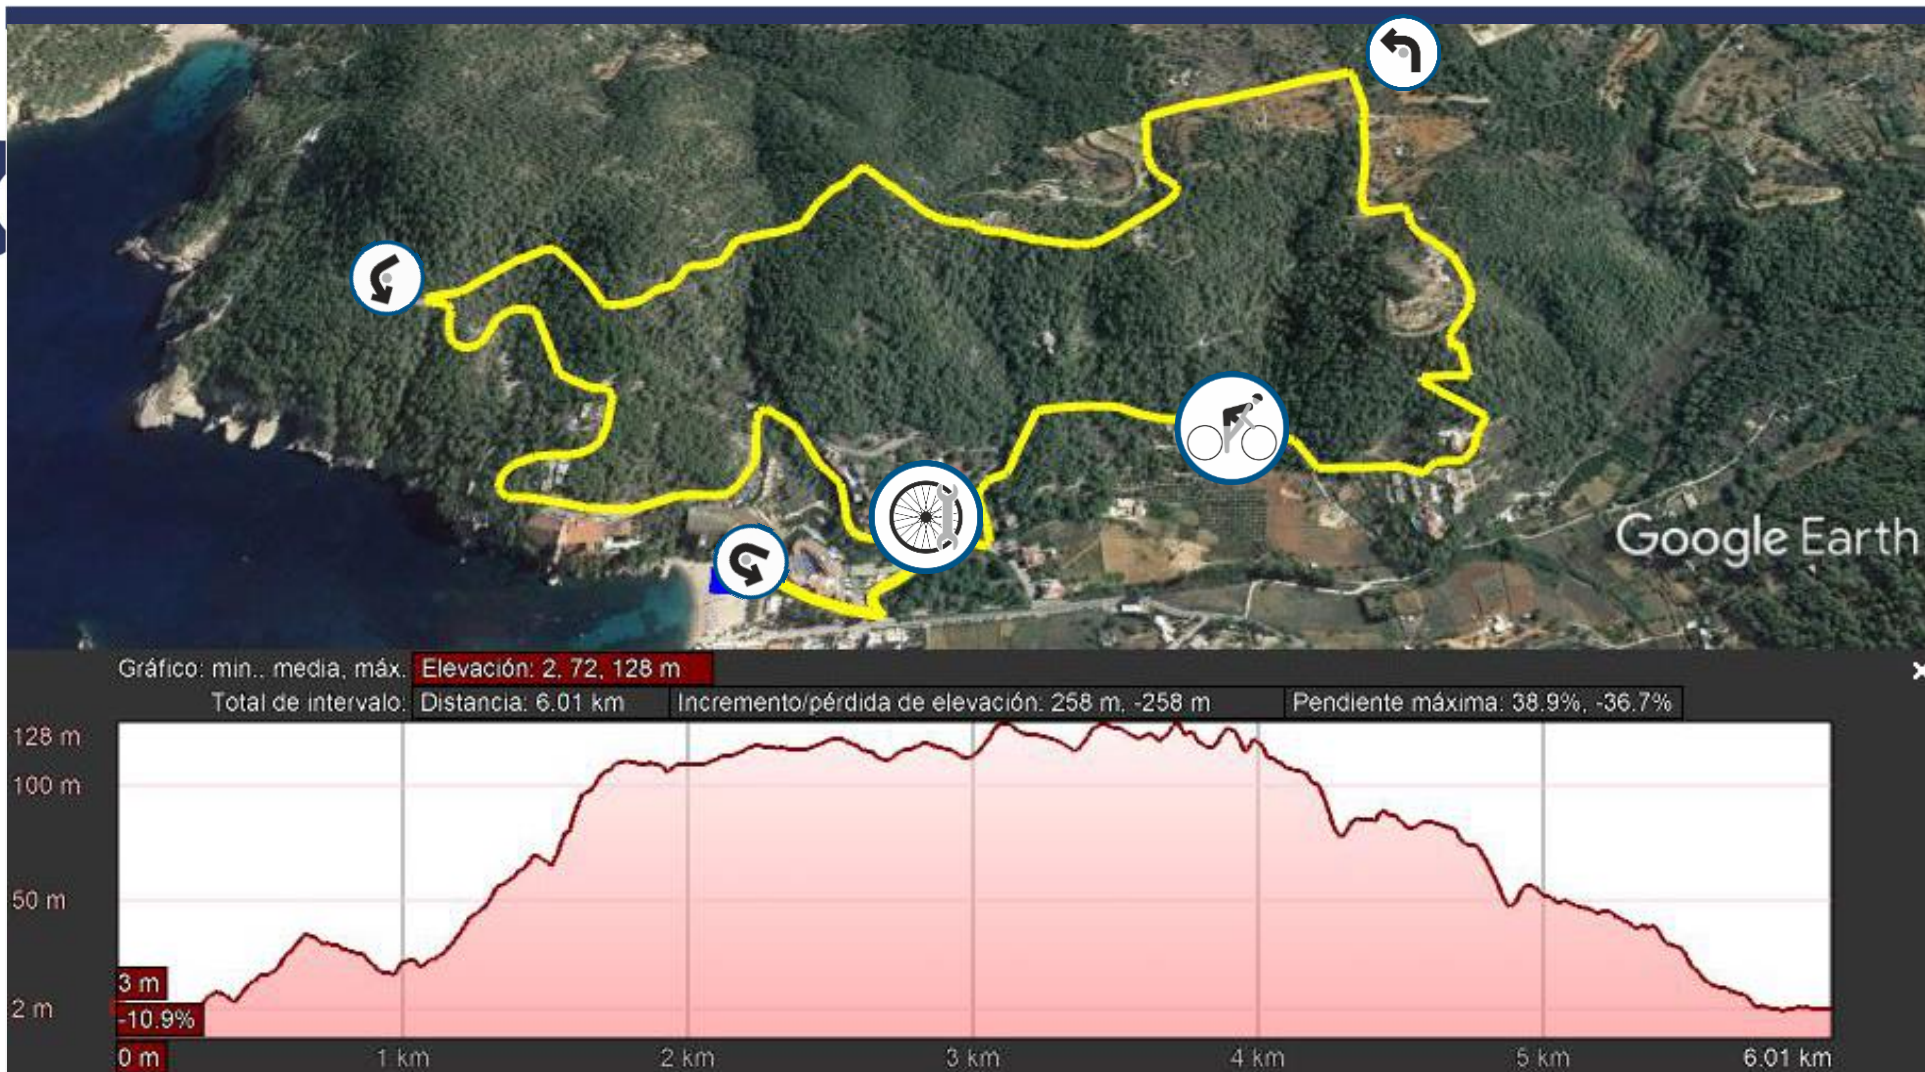 Google Earth
Gráfico: min., media, máx. Elevación: 2, 72, 128 m
Total de intervalo: Distancia: 6.01 km Incremento/pérdida de elevación: 258 m, -258 m Pendiente máxima: 38.9%, -36.7%
128 m
100 m
50 m
3 m
2 m
-10.9%
0 m 1 km 2 km 3 km 4 km 5 km 6.01 km